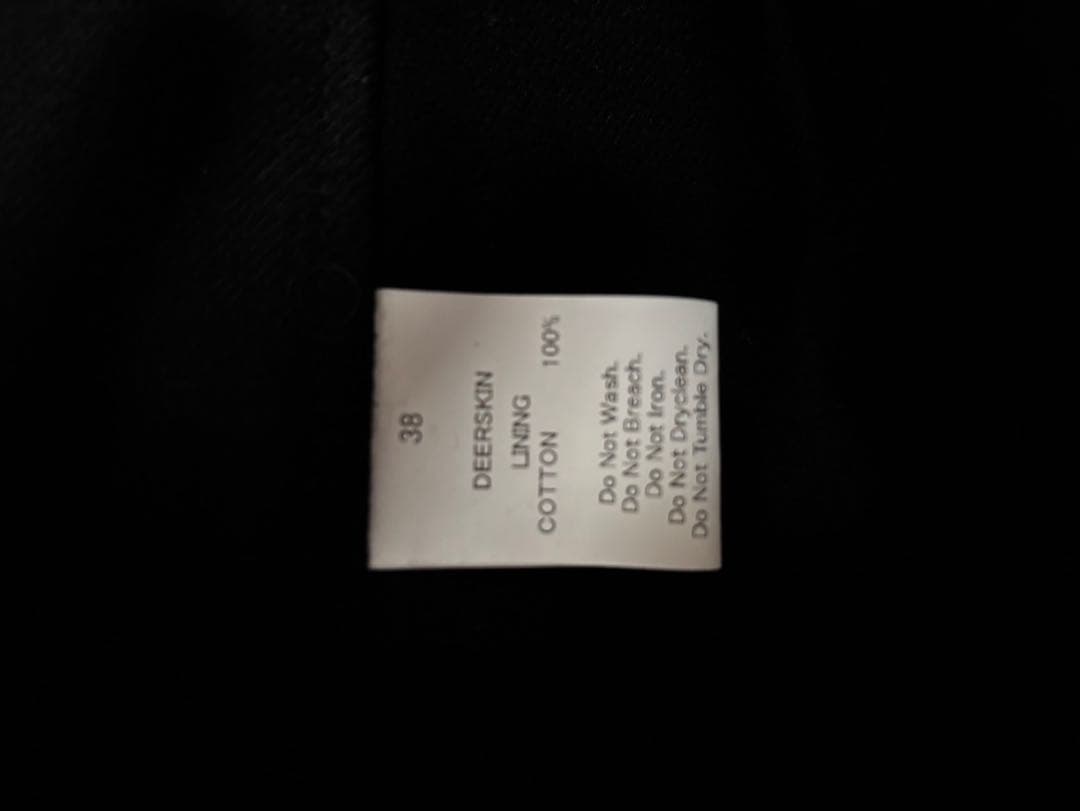 38
DEERSKIN
LINING
COTTON 100%
Do Not Wash.
Do Not Breach.
Do Not Iron.
Do Not Dryclean.
Do Not Tumble Dry.